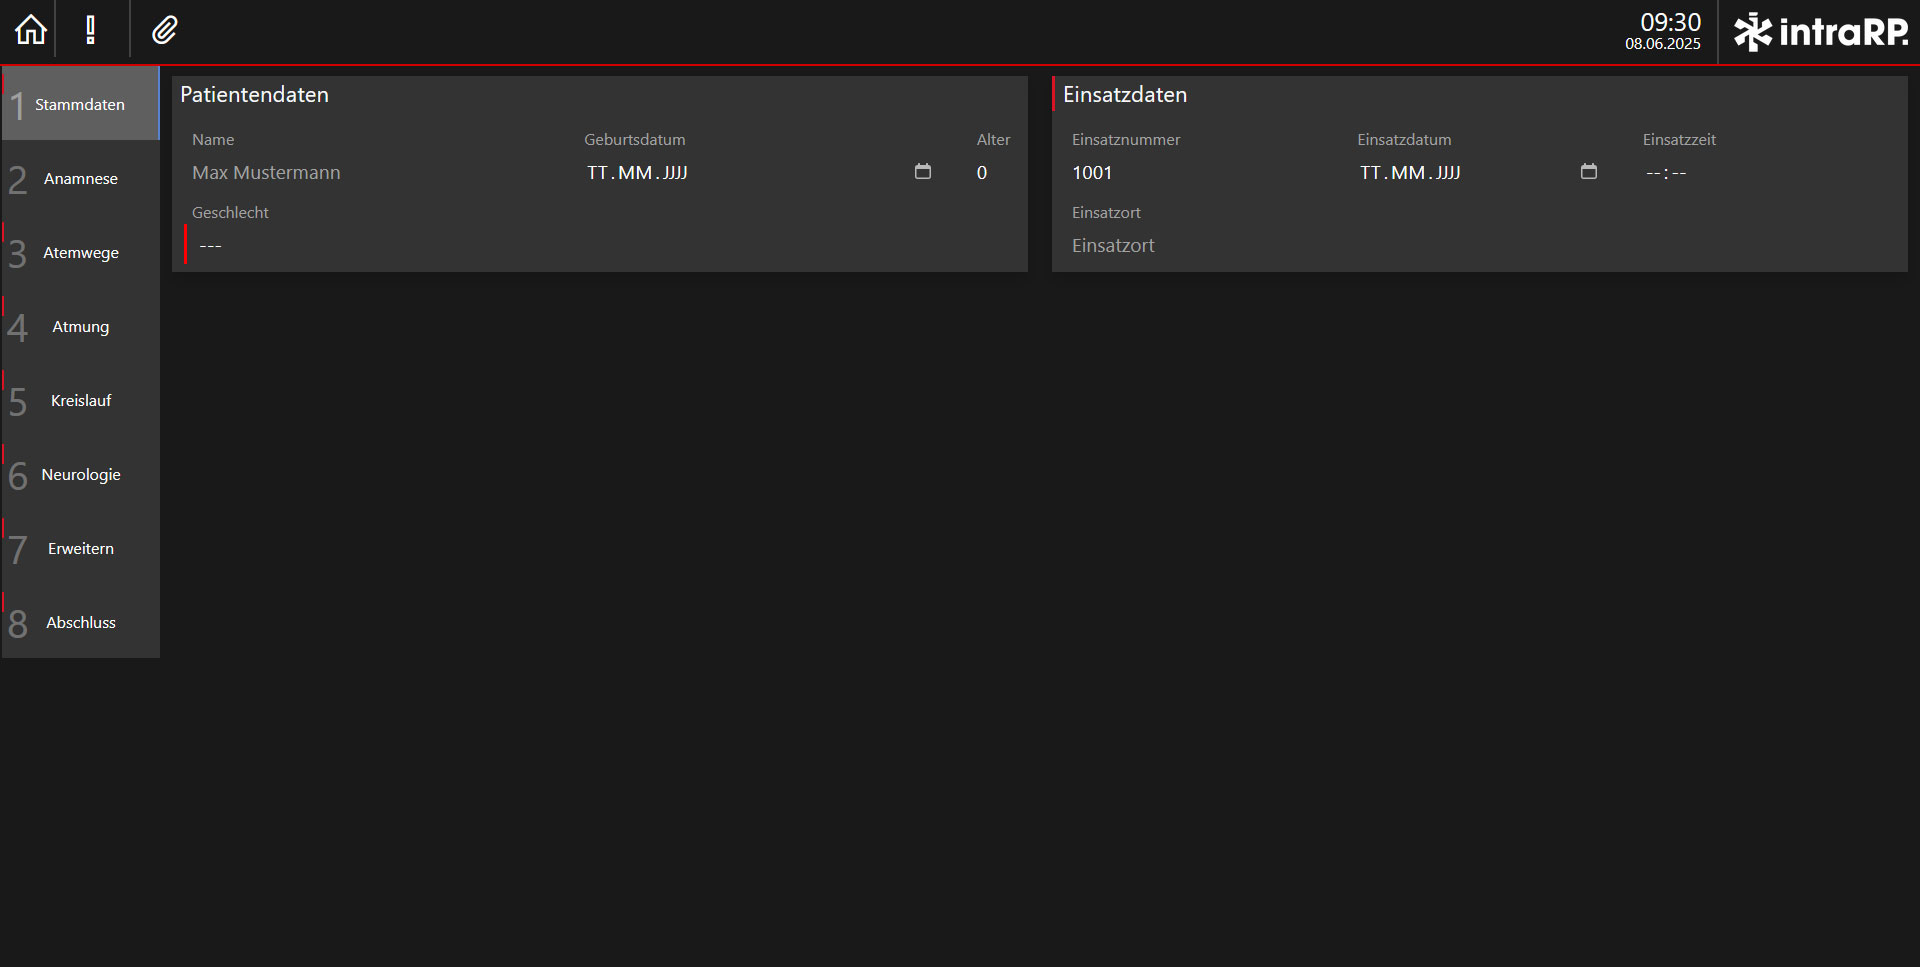 09:30
08.06.2025
intraRP.
1 Stammdaten
2 Anamnese
3 Atemwege
4 Atmung
5 Kreislauf
6 Neurologie
7 Erweitern
8 Abschluss
Patientendaten
Name Geburtsdatum Alter
Max Mustermann TT.MM.JJJJ 0
Geschlecht
---
Einsatzdaten
Einsatznummer Einsatzdatum Einsatzzeit
1001 TT.MM.JJJJ --:--
Einsatzort
Einsatzort